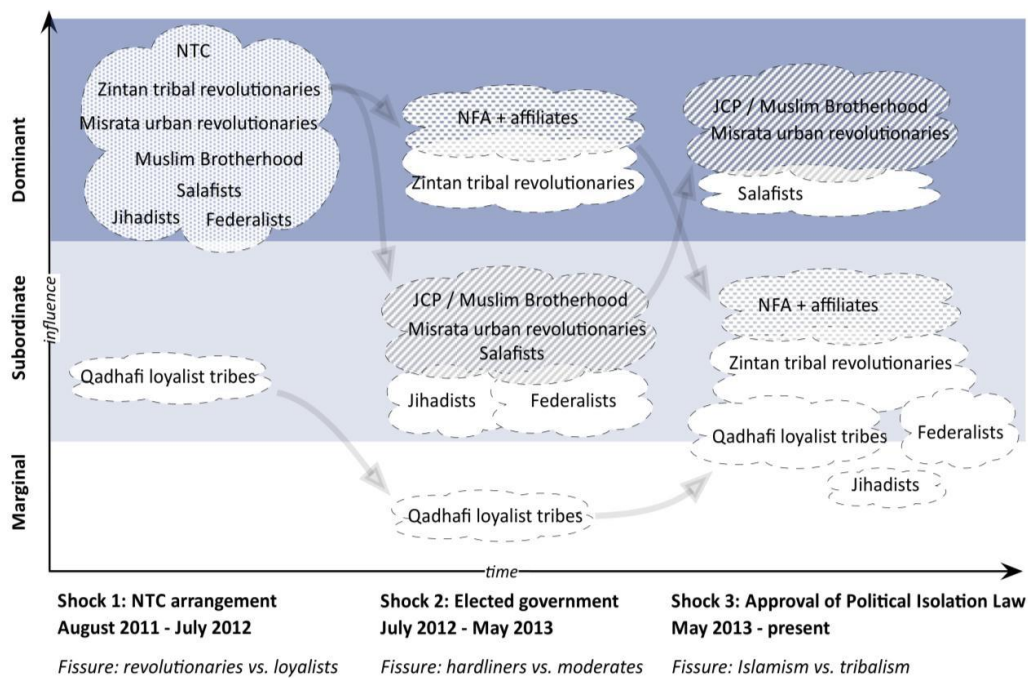 Dominant
Subordinate
Marginal
influence
NTC
Zintan tribal revolutionaries
Misrata urban revolutionaries
Muslim Brotherhood
Salafists
Jihadists Federalists
Qadhafi loyalist tribes
NFA + affiliates
Zintan tribal revolutionaries
JCP / Muslim Brotherhood
Misrata urban revolutionaries
Salafists
Jihadists Federalists
Qadhafi loyalist tribes
JCP / Muslim Brotherhood
Misrata urban revolutionaries
Salafists
NFA + affiliates
Zintan tribal revolutionaries
Qadhafi loyalist tribes
Federalists
Jihadists
time
Shock 1: NTC arrangement
August 2011 - July 2012
Fissure: revolutionaries vs. loyalists
Shock 2: Elected government
July 2012 - May 2013
Fissure: hardliners vs. moderates
Shock 3: Approval of Political Isolation Law
May 2013 - present
Fissure: Islamism vs. tribalism